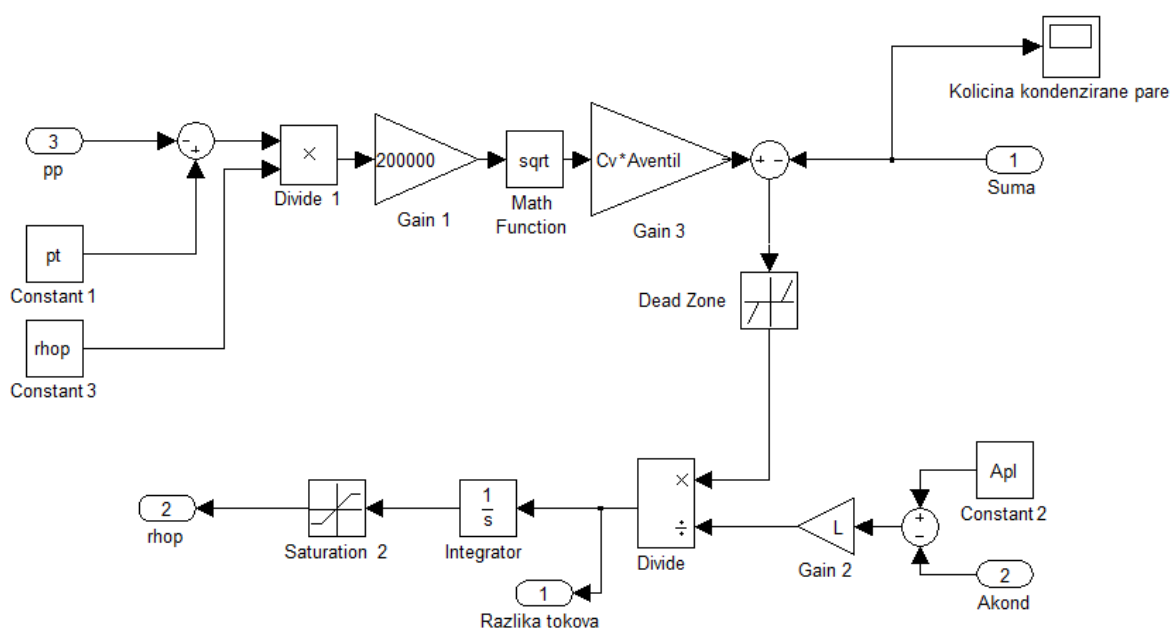 Kolicina kondenzirane pare
3
pp
-
+
×
Divide 1
200000
Gain 1
sqrt
Math
Function
Cv*Aventil
Gain 3
+ -
1
Suma
pt
Constant 1
rhop
Constant 3
Dead Zone
2
rhop
Saturation 2
1
s
Integrator
×
÷
Divide
L
Gain 2
+
-
Apl
Constant 2
2
Akond
1
Razlika tokova